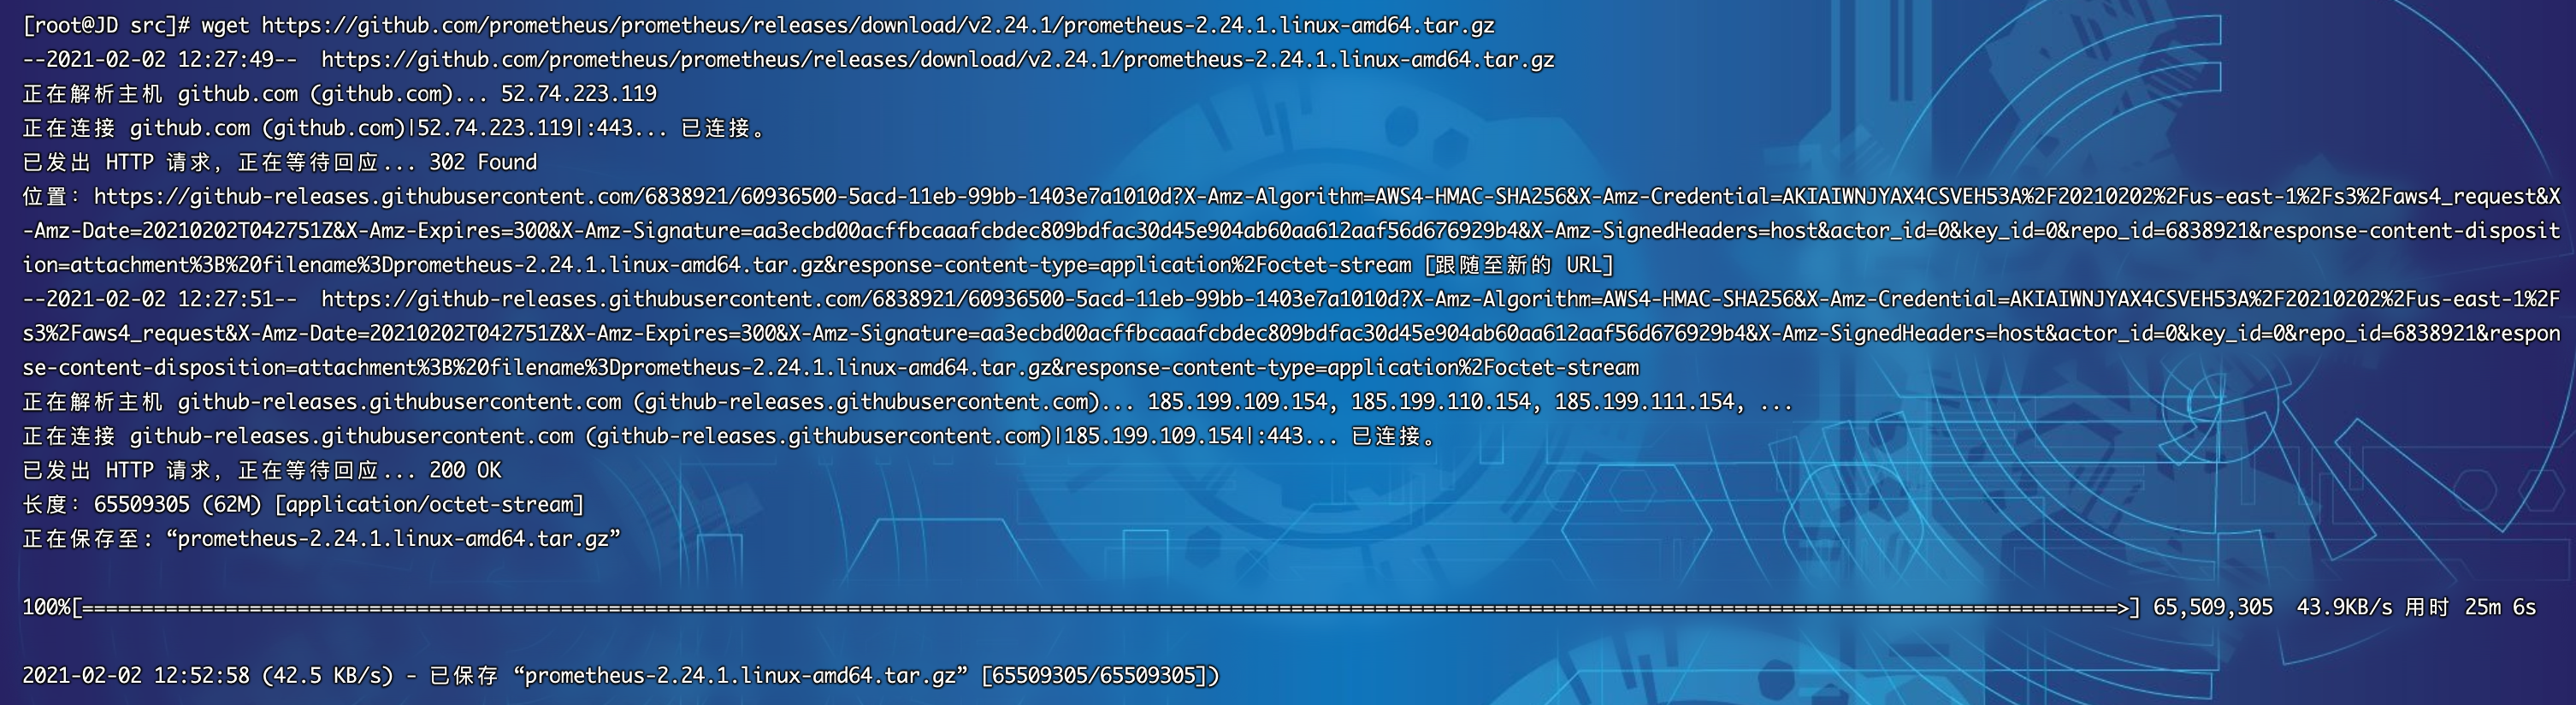 [root@JD src]# wget https://github.com/prometheus/prometheus/releases/download/v2.24.1/prometheus-2.24.1.linux-amd64.tar.gz
--2021-02-02 12:27:49--  https://github.com/prometheus/prometheus/releases/download/v2.24.1/prometheus-2.24.1.linux-amd64.tar.gz
正在解析主机 github.com (github.com)... 52.74.223.119
正在连接 github.com (github.com)|52.74.223.119|:443... 已连接。
已发出 HTTP 请求，正在等待回应... 302 Found
位置：https://github-releases.githubusercontent.com/6838921/60936500-5acd-11eb-99bb-1403e7a1010d?X-Amz-Algorithm=AWS4-HMAC-SHA256&X-Amz-Credential=AKIAIWNJYAX4CSVEH53A%2F20210202%2Fus-east-1%2Fs3%2Faws4_request&X
-Amz-Date=20210202T042751Z&X-Amz-Expires=300&X-Amz-Signature=aa3ecbd00acffbcaaafcbdec809bdfac30d45e904ab60aa612aaf56d676929b4&X-Amz-SignedHeaders=host&actor_id=0&key_id=0&repo_id=6838921&response-content-disposit
ion=attachment%3B%20filename%3Dprometheus-2.24.1.linux-amd64.tar.gz&response-content-type=application%2Foctet-stream [跟随至新的 URL]
--2021-02-02 12:27:51--  https://github-releases.githubusercontent.com/6838921/60936500-5acd-11eb-99bb-1403e7a1010d?X-Amz-Algorithm=AWS4-HMAC-SHA256&X-Amz-Credential=AKIAIWNJYAX4CSVEH53A%2F20210202%2Fus-east-1%2F
s3%2Faws4_request&X-Amz-Date=20210202T042751Z&X-Amz-Expires=300&X-Amz-Signature=aa3ecbd00acffbcaaafcbdec809bdfac30d45e904ab60aa612aaf56d676929b4&X-Amz-SignedHeaders=host&actor_id=0&key_id=0&repo_id=6838921&respon
se-content-disposition=attachment%3B%20filename%3Dprometheus-2.24.1.linux-amd64.tar.gz&response-content-type=application%2Foctet-stream
正在解析主机 github-releases.githubusercontent.com (github-releases.githubusercontent.com)... 185.199.109.154, 185.199.110.154, 185.199.111.154, ...
正在连接 github-releases.githubusercontent.com (github-releases.githubusercontent.com)|185.199.109.154|:443... 已连接。
已发出 HTTP 请求，正在等待回应... 200 OK
长度：65509305 (62M) [application/octet-stream]
正在保存至: “prometheus-2.24.1.linux-amd64.tar.gz”
100%[==========================================================================================================================================================================>] 65,509,305  43.9KB/s 用时 25m 6s
2021-02-02 12:52:58 (42.5 KB/s) - 已保存 “prometheus-2.24.1.linux-amd64.tar.gz” [65509305/65509305])